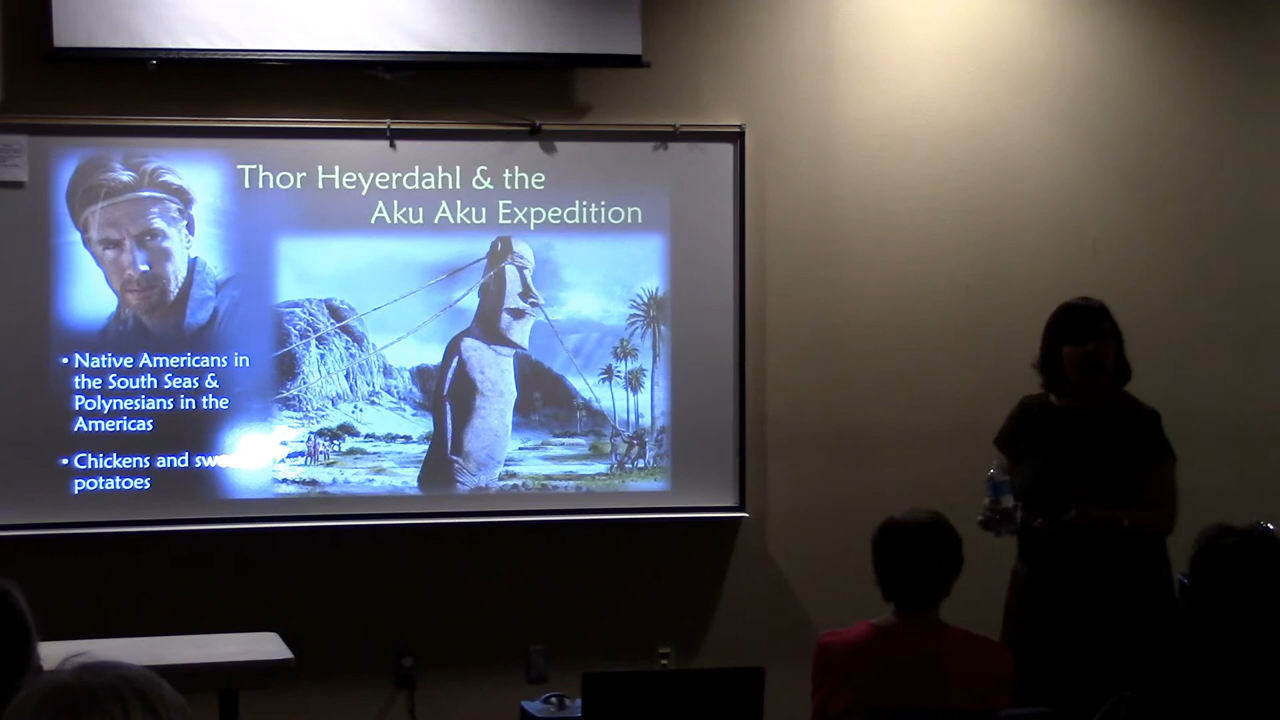 Thor Heyerdahl & the
Aku Aku Expedition
• Native Americans in
the South Seas &
Polynesians in the
Americas
• Chickens and
potatoes